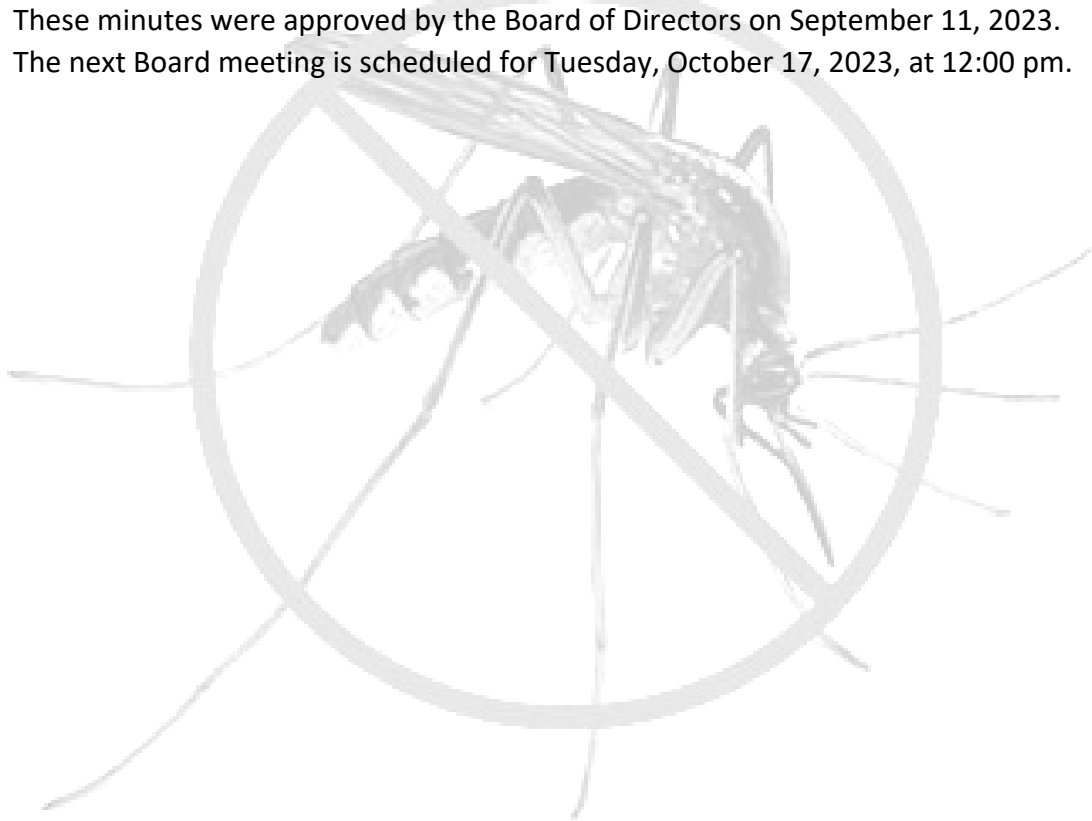 These minutes were approved by the Board of Directors on September 11, 2023.
The next Board meeting is scheduled for Tuesday, October 17, 2023, at 12:00 pm.